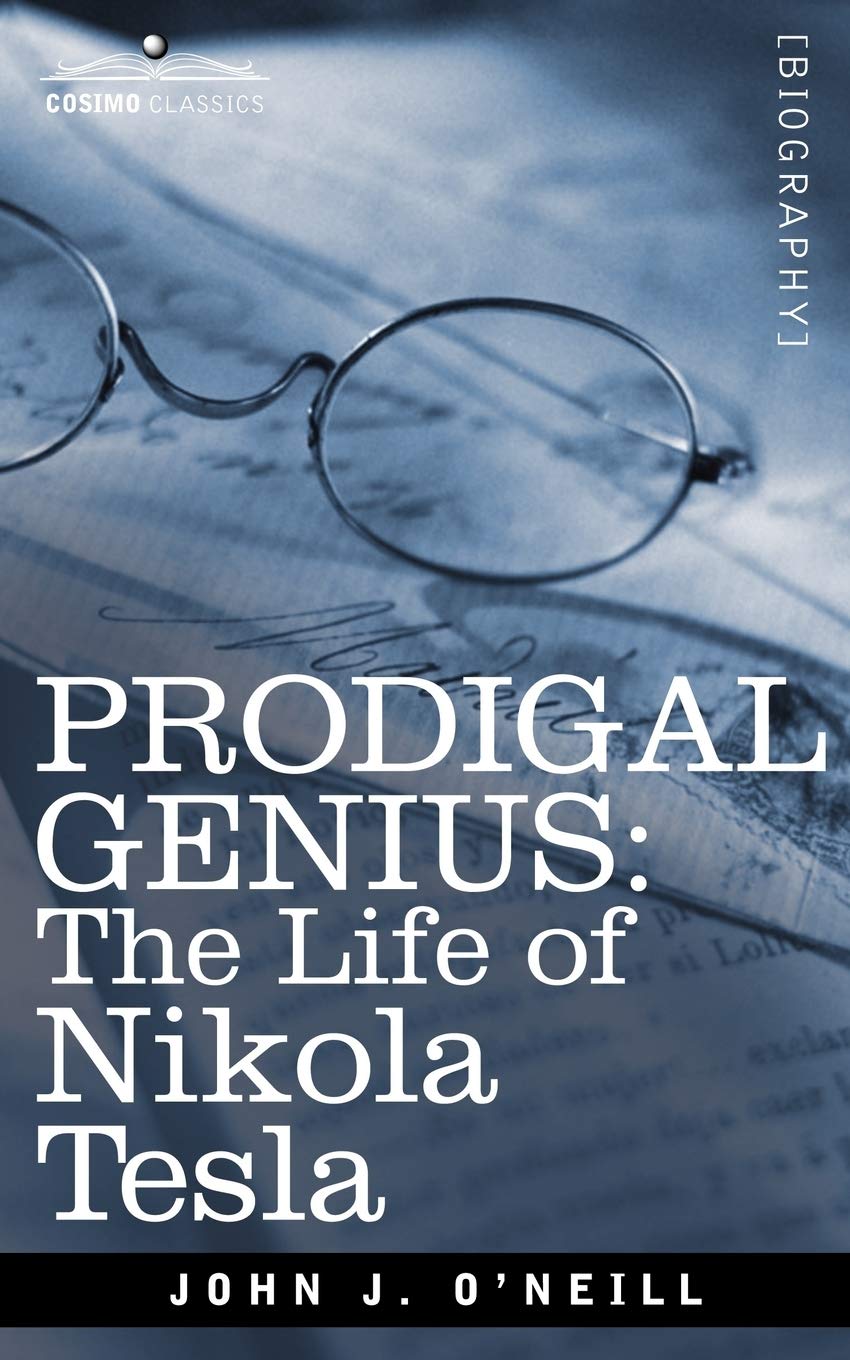 COSIMO CLASSICS
[BIOGRAPHY]
PRODIGAL
GENIUS:
The Life of
Nikola
Tesla
JOHN J. O'NEILL